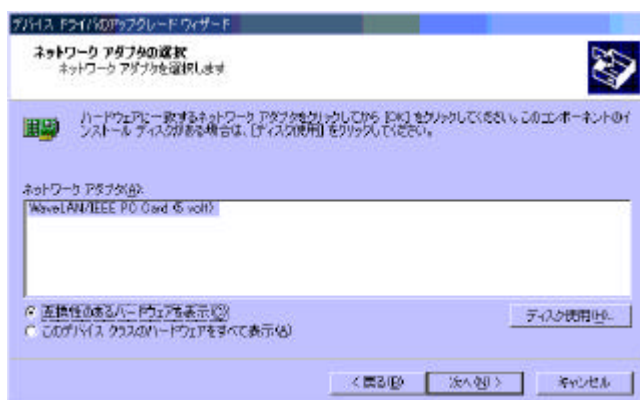 デバイス ドライバのアップグレード ウィザード
ネットワーク アダプタの選択
ネットワーク アダプタを選択します
ハードウェアに一致するネットワーク アダプタをクリックしてから [OK] をクリックしてください。このコンポーネントのイ
ンストール ディスクがある場合は、[ディスク使用] をクリックしてください。
ネットワーク アダプタ(A):
WaveLAN/IEEE PC Card (5 volt)
互換性のあるハードウェアを表示(C)
このデバイス クラスのハードウェアをすべて表示(A)
ディスク使用(H)...
< 戻る(B)
次へ(N) >
キャンセル